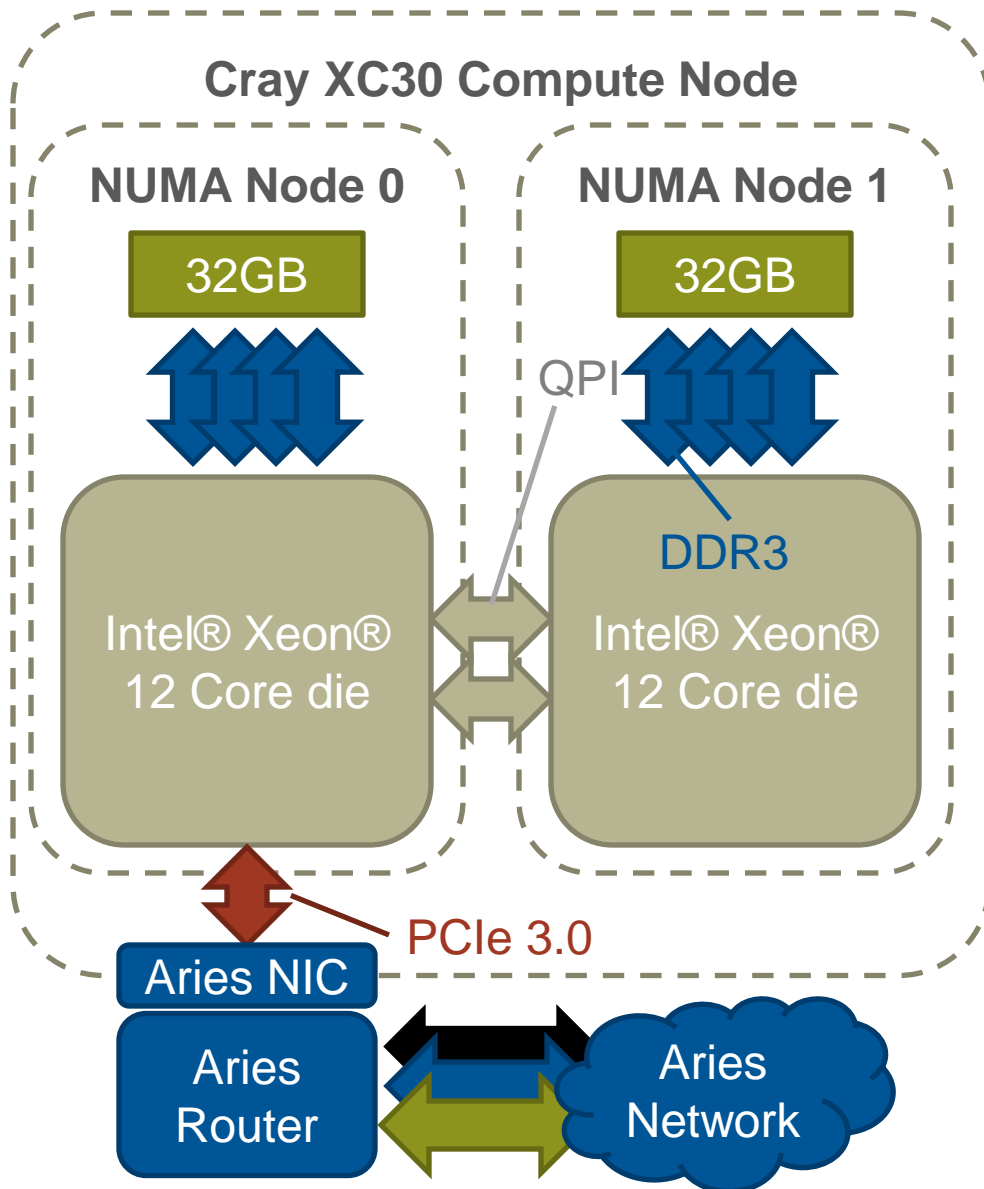 Cray XC30 Compute Node
NUMA Node 0
NUMA Node 1
32GB
32GB
QPI
DDR3
Intel® Xeon®
12 Core die
Intel® Xeon®
12 Core die
PCIe 3.0
Aries NIC
Aries
Router
Aries
Network